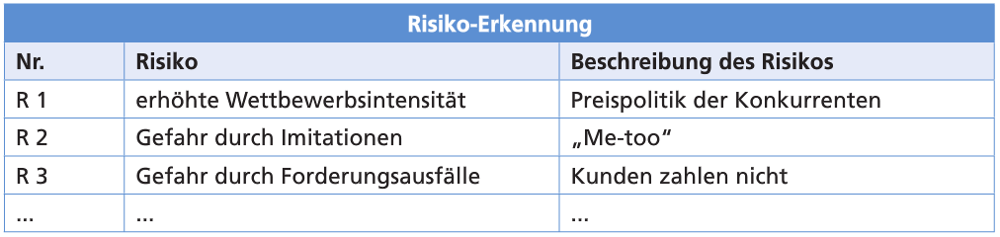 Risiko-Erkennung
Nr. Risiko Beschreibung des Risikos
R 1 erhöhte Wettbewerbsintensität Preispolitik der Konkurrenten
R 2 Gefahr durch Imitationen „Me-too“
R 3 Gefahr durch Forderungsausfälle Kunden zahlen nicht
... ... ...